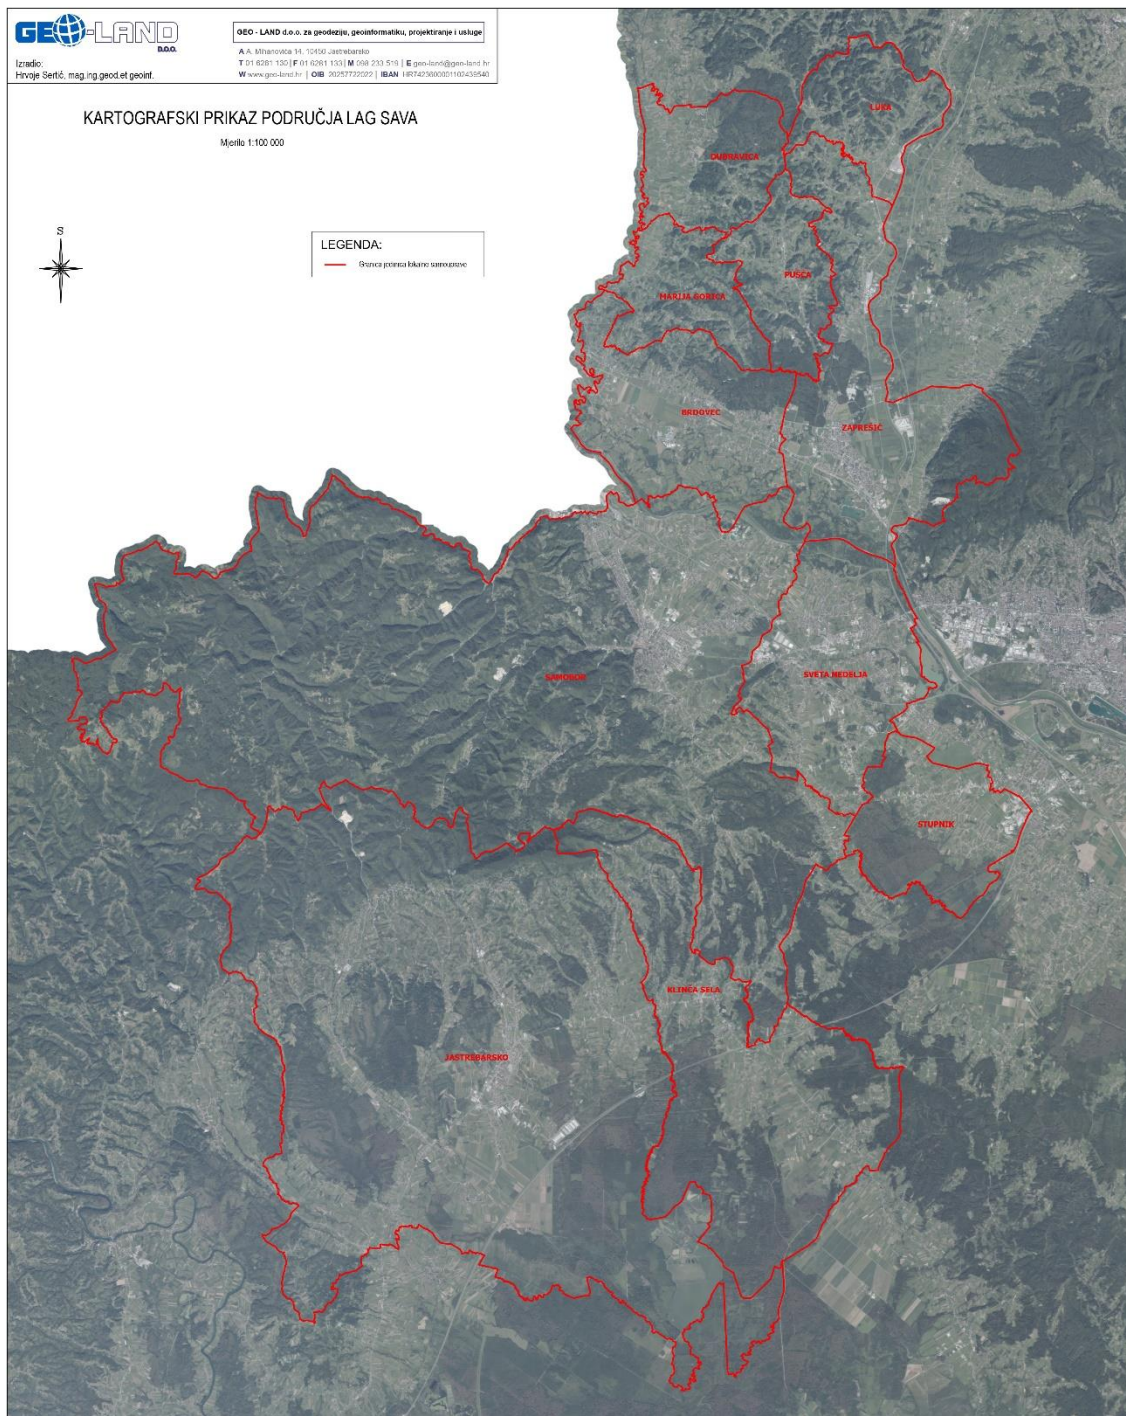 GEO-LAND
D.O.O.
GEO - LAND d.o.o. za geodeziju, geoinformatiku, projektiranje i usluge
A A. Mihanovića 14, 10450 Jastrebarsko
T 01 6281 130 | F 01 6281 133 | M 098 233 519 | E geo-land@geo-land.hr
W www.geo-land.hr | OIB 20257722022 | IBAN
Izradio:
Hrvoje Sertić, mag.ing.geod.et geoinf.
KARTOGRAFSKI PRIKAZ PODRUČJA LAG SAVA
Mjerilo 1:100 000
S
LEGENDA:
Granica jedinica lokalne samouprave
LUKA
DUBRAVICA
PUŠĆA
MARIJA GORICA
BRDOVEC
ZAPREŠIĆ
SAMOBOR
SVETA NEDELJA
STUPNIK
KLINČA SELA
JASTREBARSKO